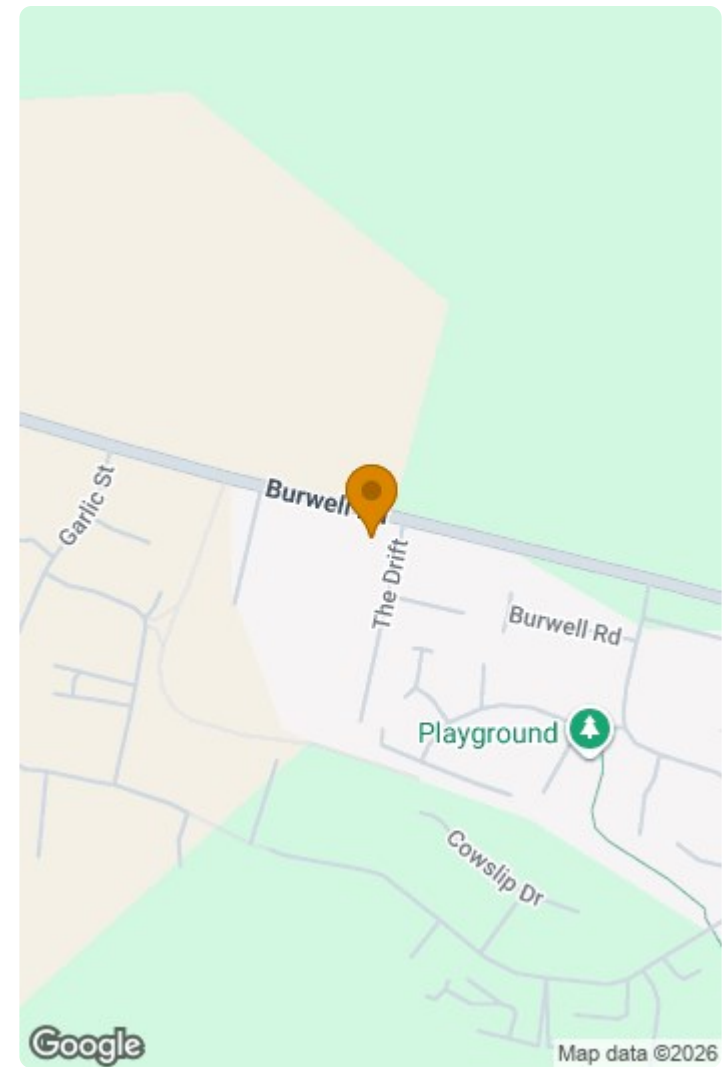 Garlic St
Burwell
The Drift
Burwell Rd
Playground
Cowslip Dr
Google
Map data ©2026